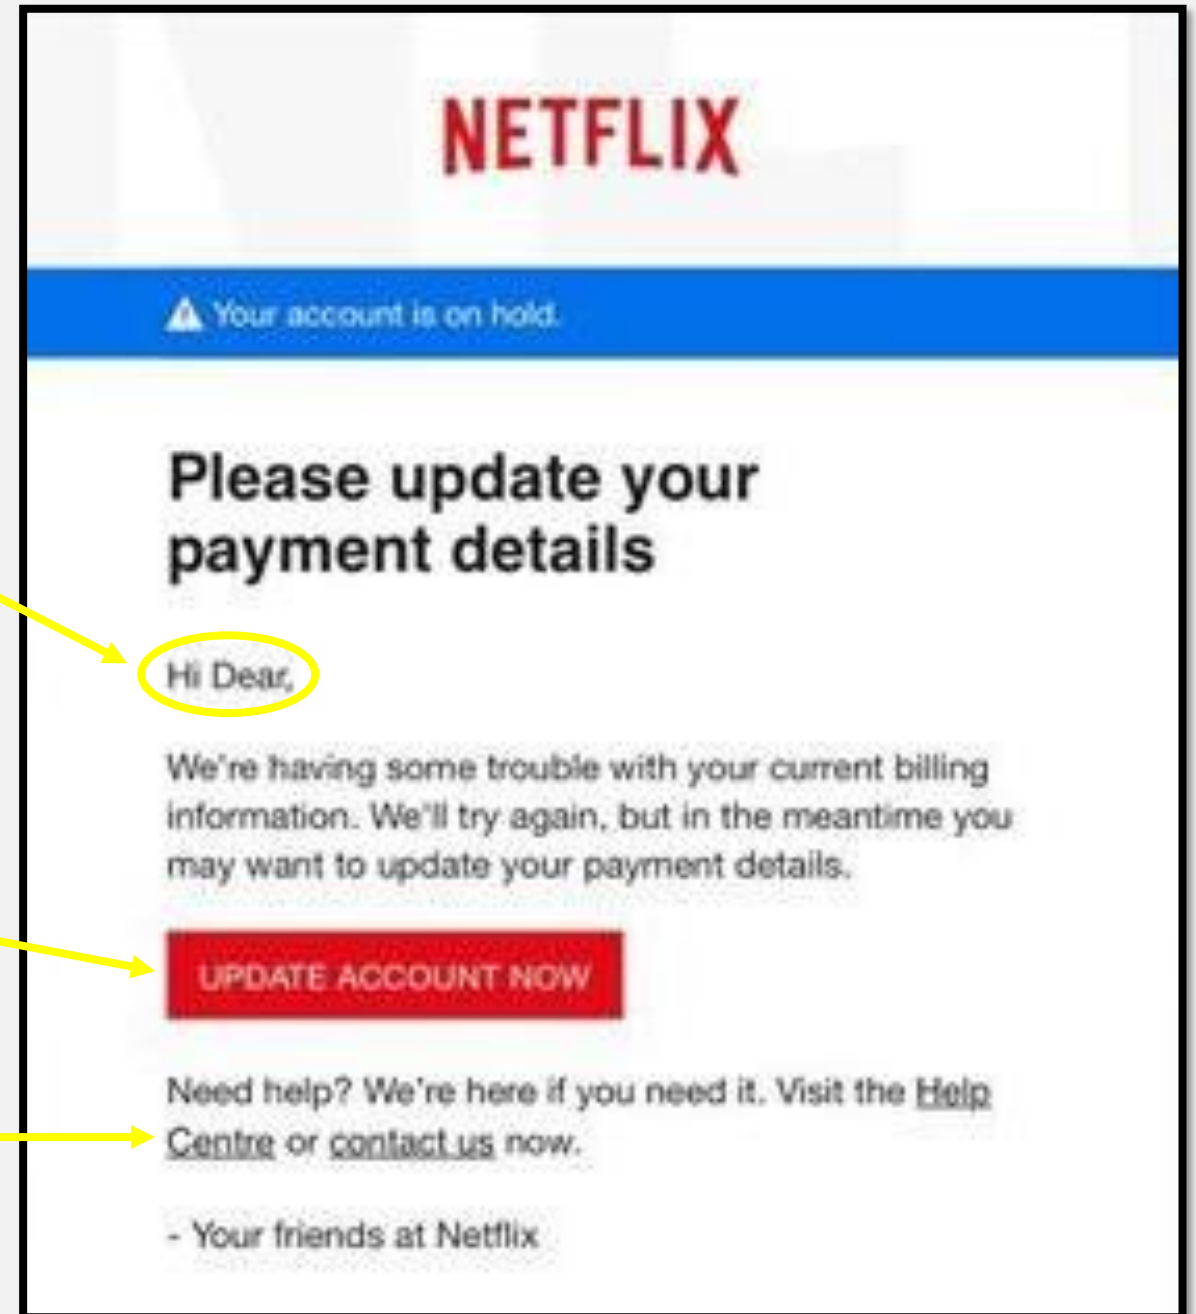 NETFLIX
Your account is on hold.
Please update your
payment details
Hi Dear,
We're having some trouble with your current billing
information. We'll try again, but in the meantime you
may want to update your payment details.
UPDATE ACCOUNT NOW
Need help? We're here if you need it. Visit the Help
Centre or contact us now.
- Your friends at Netflix